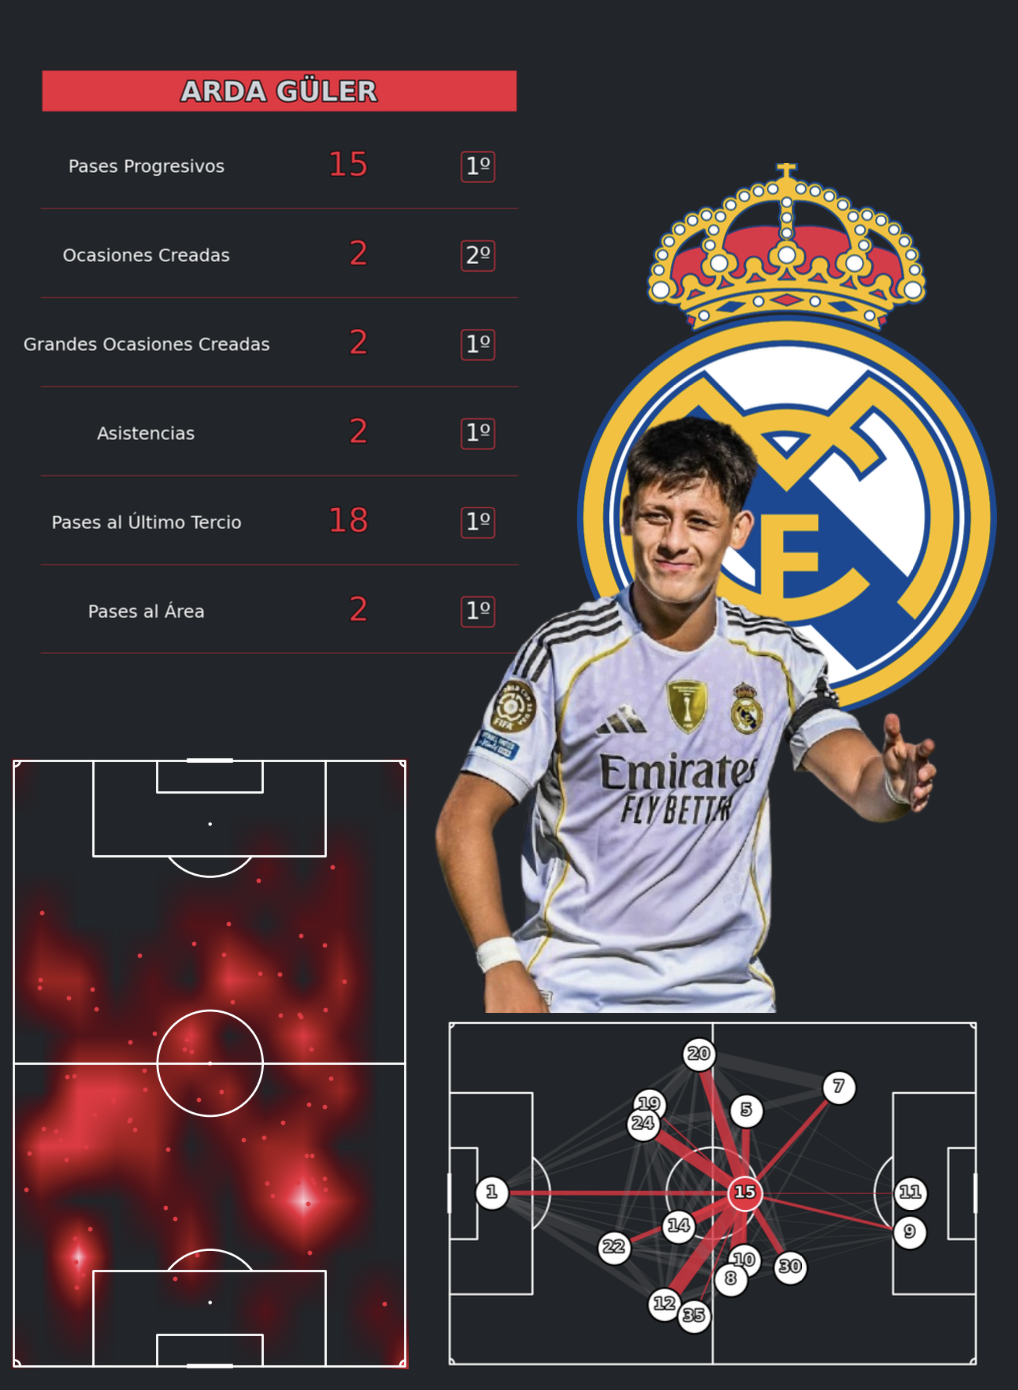 ARDA GÜLER
Pases Progresivos 15 1º
Ocasiones Creadas 2 2º
Grandes Ocasiones Creadas 2 1º
Asistencias 2 1º
Pases al Último Tercio 18 1º
Pases al Área 2 1º
FIFA
Emirates
FLY BETTER
20
7
19
5
24
1
15
11
14
9
22
10
30
8
12
35